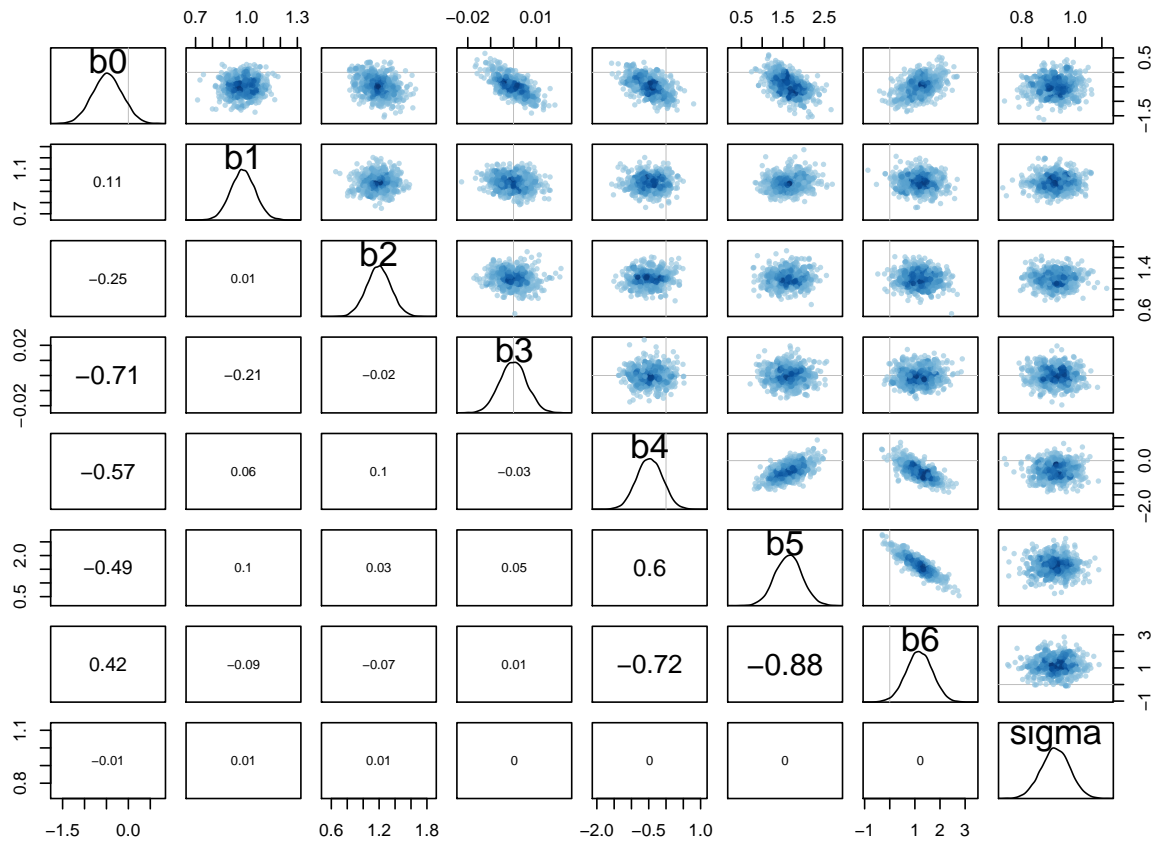 0.7 1.0 1.3 −0.02 0.01 0.5 1.5 2.5 0.8 1.0
b0 −1.5 0.5
0.7 1.1 0.11 b1
−0.25 0.01 b2 0.6 1.4
−0.02 0.02 −0.71 −0.21 −0.02 b3
−0.57 0.06 0.1 −0.03 b4 −2.0 0.0
0.5 2.0 −0.49 0.1 0.03 0.05 0.6 b5
0.42 −0.09 −0.07 0.01 −0.72 −0.88 b6 −1 1 3
0.8 1.1 −0.01 0.01 0.01 0 0 0 0 sigma
−1.5 0.0 0.6 1.2 1.8 −2.0 −0.5 1.0 −1 1 2 3